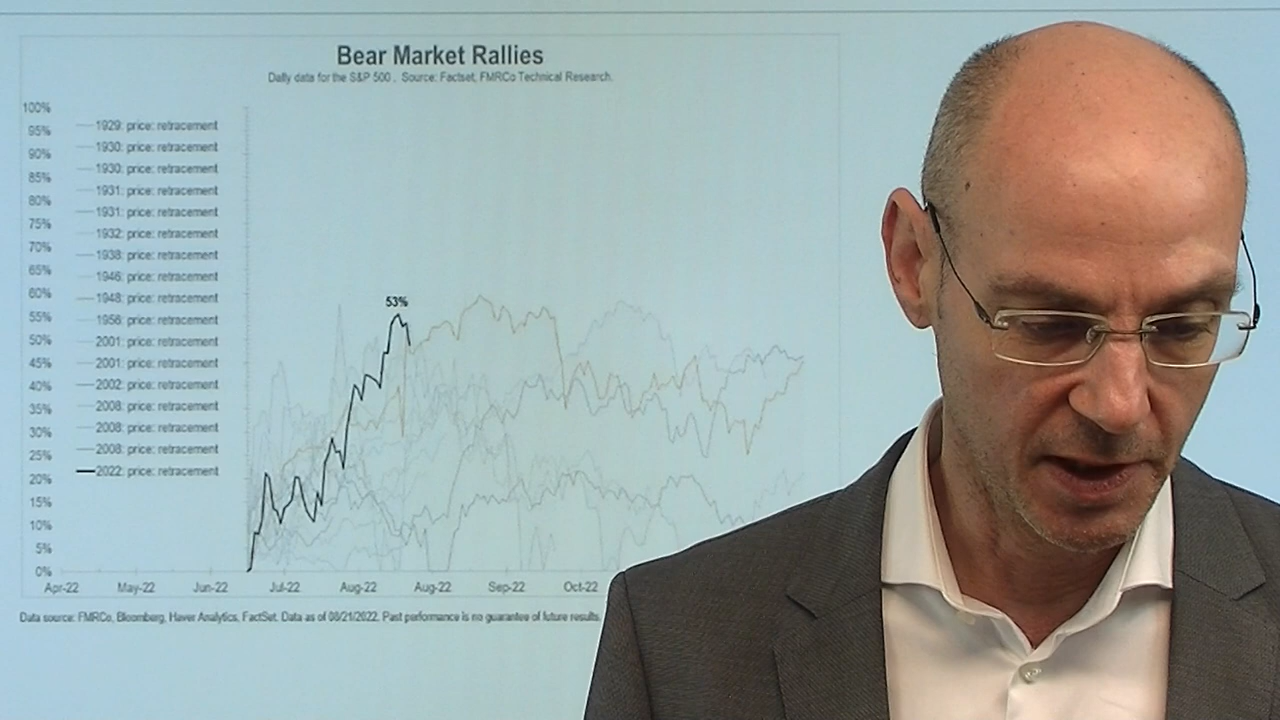 Bear Market Rallies
Daily data for the S&P 500 . Source: Factset, FMRCo Technical Research.
100%
95%
90%
85%
80%
75%
70%
65%
60%
55%
50%
45%
40%
35%
30%
25%
20%
15%
10%
5%
0%
1929: price: retracement
1930: price: retracement
1930: price: retracement
1931: price: retracement
1931: price: retracement
1932: price: retracement
1938: price: retracement
1946: price: retracement
1948: price: retracement
1956: price: retracement
2001: price: retracement
2001: price: retracement
2002: price: retracement
2008: price: retracement
2008: price: retracement
2008: price: retracement
2022: price: retracement
53%
Apr-22 May-22 Jun-22 Jul-22 Aug-22 Aug-22 Sep-22 Oct-22
Data source: FMRCo, Bloomberg, Haver Analytics, FactSet. Data as of 08/21/2022. Past performance is no guarantee of future results.